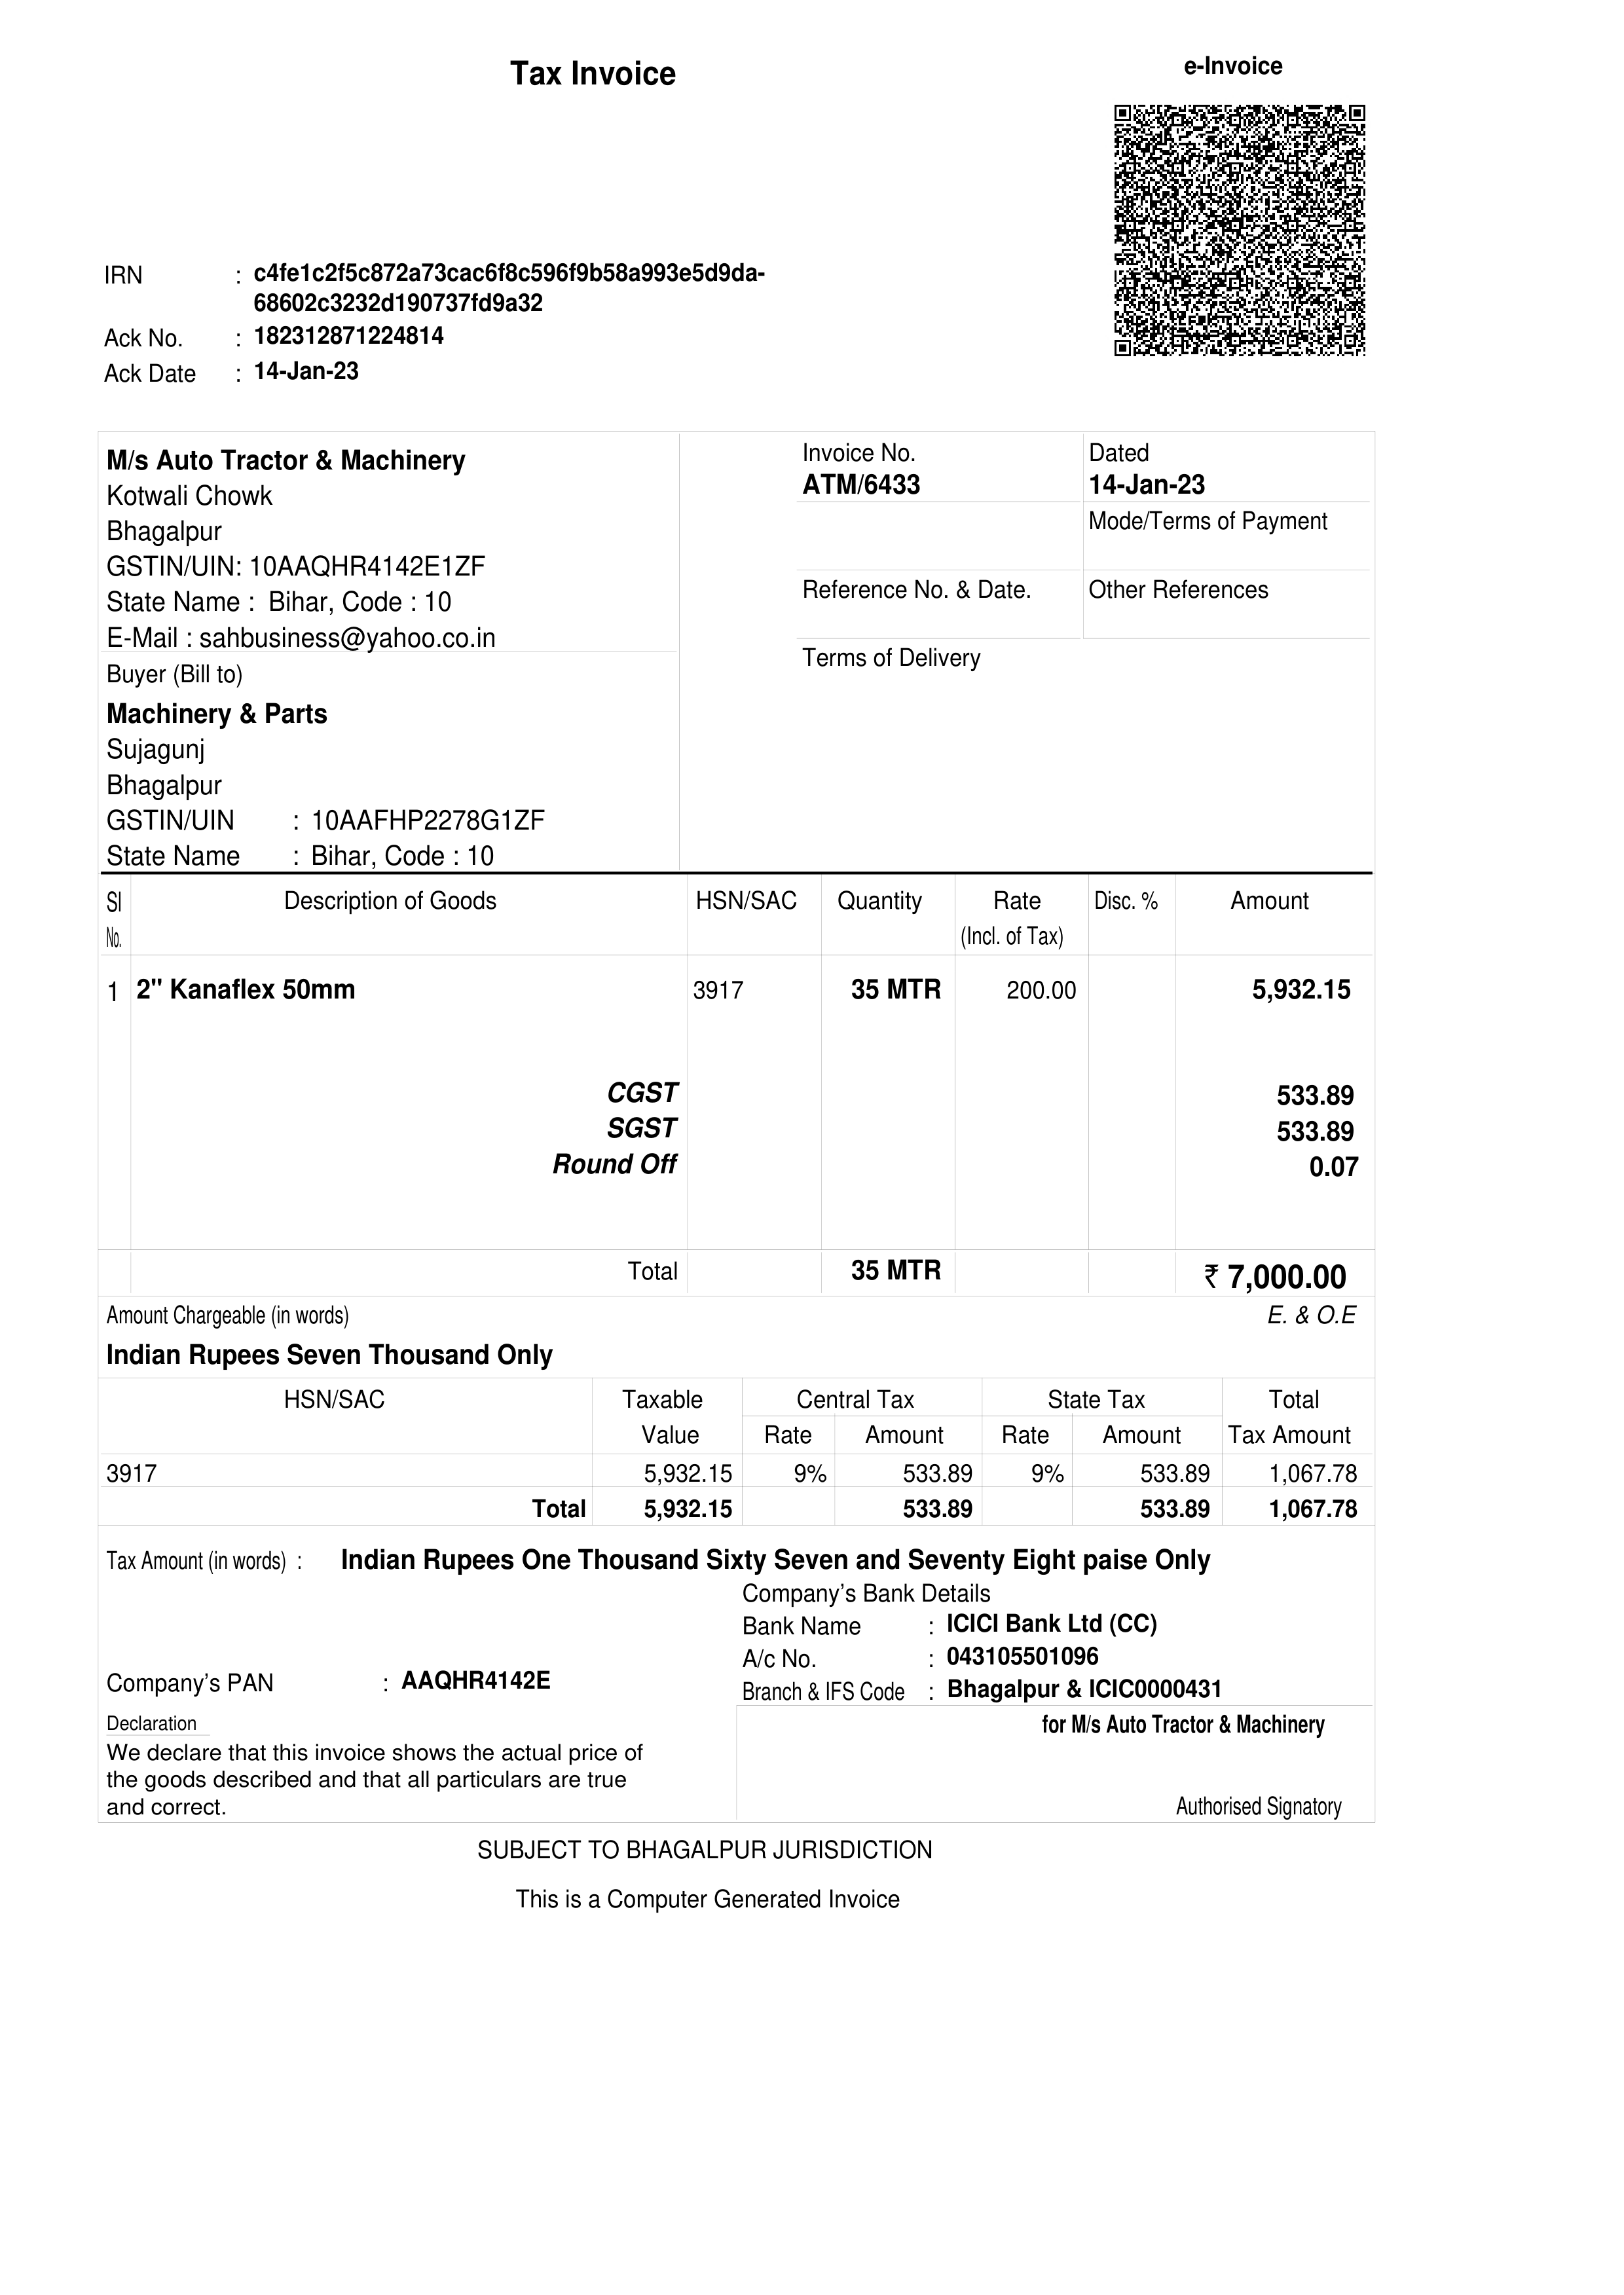 Tax Invoice
e-Invoice
IRN : c4fe1c2f5c872a73cac6f8c596f9b58a993e5d9da-
68602c3232d190737fd9a32
Ack No. : 182312871224814
Ack Date : 14-Jan-23
M/s Auto Tractor & Machinery
Kotwali Chowk
Bhagalpur
GSTIN/UIN: 10AAQHR4142E1ZF
State Name : Bihar, Code : 10
E-Mail : sahbusiness@yahoo.co.in
Invoice No. Dated
ATM/6433 14-Jan-23
Mode/Terms of Payment
Reference No. & Date. Other References
Terms of Delivery
Buyer (Bill to)
Machinery & Parts
Sujagunj
Bhagalpur
GSTIN/UIN : 10AAFHP2278G1ZF
State Name : Bihar, Code : 10
Sl Description of Goods HSN/SAC Quantity Rate Disc. % Amount
No. (Incl. of Tax)
1 2" Kanaflex 50mm 3917 35 MTR 200.00 5,932.15
CGST 533.89
SGST 533.89
Round Off 0.07
Total 35 MTR ₹ 7,000.00
Amount Chargeable (in words) E. & O.E
Indian Rupees Seven Thousand Only
HSN/SAC Taxable Central Tax State Tax Total
Value Rate Amount Rate Amount Tax Amount
3917 5,932.15 9% 533.89 9% 533.89 1,067.78
Total 5,932.15 533.89 533.89 1,067.78
Tax Amount (in words) : Indian Rupees One Thousand Sixty Seven and Seventy Eight paise Only
Company's Bank Details
Bank Name : ICICI Bank Ltd (CC)
A/c No. : 043105501096
Company's PAN : AAQHR4142E
Branch & IFS Code : Bhagalpur & ICIC0000431
Declaration
We declare that this invoice shows the actual price of
the goods described and that all particulars are true
and correct.
for M/s Auto Tractor & Machinery
Authorised Signatory
SUBJECT TO BHAGALPUR JURISDICTION
This is a Computer Generated Invoice